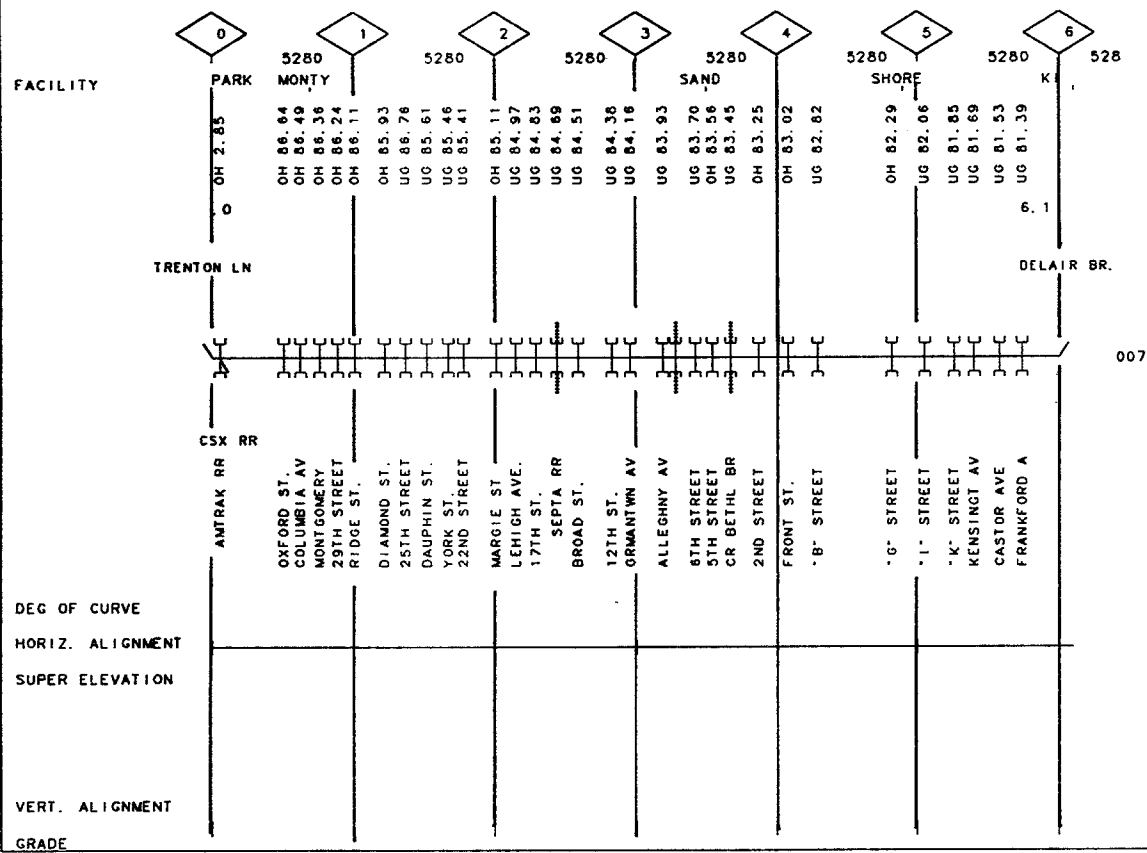 0 1 2 3 4 5 6
5280 5280 5280 5280 5280 5280 528
FACILITY
PARK MONTY SAND SHORE K
OH 2.85
OH 86.64
OH 86.49
OH 86.36
OH 86.24
OH 86.11
OH 85.93
UG 86.78
UG 85.61
UG 85.46
UG 85.41
OH 85.11
UG 84.97
UG 84.83
UG 84.69
UG 84.51
UG 84.38
UG 84.16
UG 83.93
UG 83.70
OH 83.56
UG 83.45
OH 83.25
OH 83.02
UG 82.82
OH 82.29
UG 82.06
UG 81.85
UG 81.69
UG 81.53
UG 81.39
.0 6.1
TRENTON LN DELAIR BR.
007
CSX RR
AMTRAK RR
OXFORD ST.
COLUMBIA AV
MONTGOMERY
29TH STREET
RIDGE ST.
DIAMOND ST.
25TH STREET
DAUPHIN ST.
YORK ST.
22ND STREET
MARGIE ST
LEHIGH AVE.
17TH ST.
SEPTA RR
BROAD ST.
12TH ST.
GRMANTWN AV
ALLEGHNY AV
6TH STREET
5TH STREET
CR BETHL BR
2ND STREET
FRONT ST.
"B" STREET
"G" STREET
"I" STREET
"K" STREET
KENSINGT AV
CASTOR AVE
FRANKFORD A
DEG OF CURVE
HORIZ. ALIGNMENT
SUPER ELEVATION
VERT. ALIGNMENT
GRADE